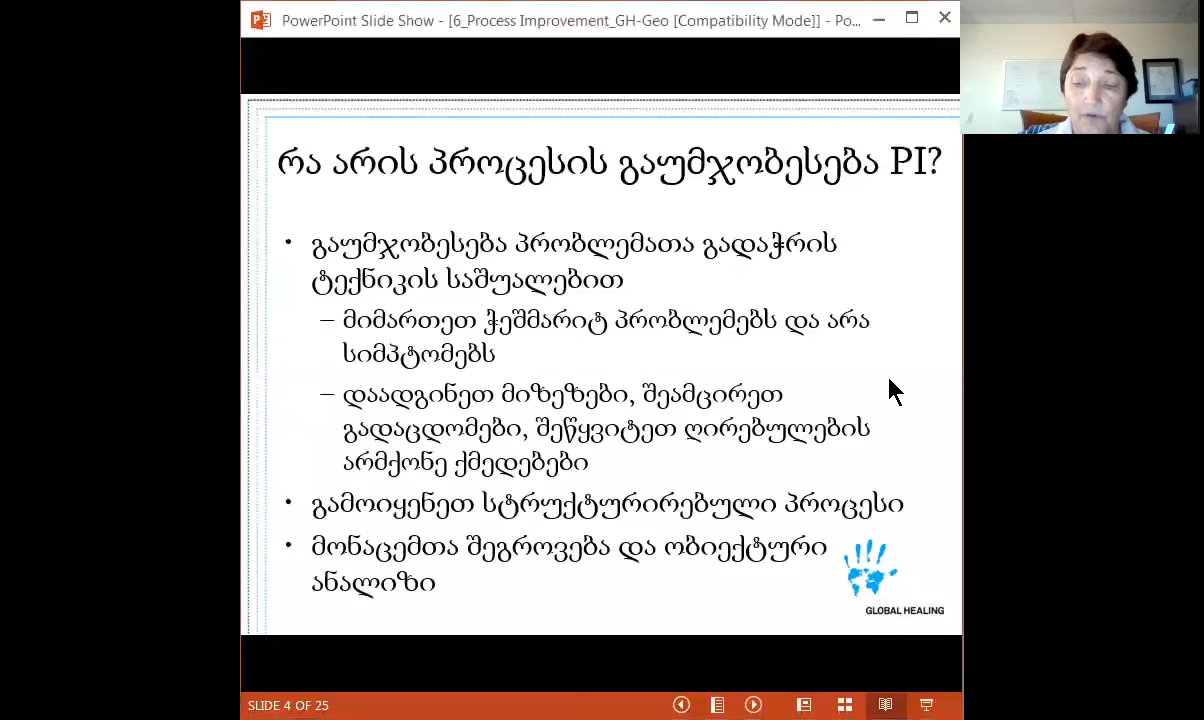 PowerPoint Slide Show - [6_Process Improvement_GH-Geo [Compatibility Mode]] - Po...
რა არის პროცესის გაუმჯობესება PI?
• გაუმჯობესება პრობლემათა გადაჭრის
ტექნიკის საშუალებით
– მიმართეთ ჭეშმარიტ პრობლემებს და არა
სიმპტომებს
– დაადგინეთ მიზეზები, შეამცირეთ
გადაცდომები, შეწყვიტეთ ღირებულების
არმქონე ქმედებები
• გამოიყენეთ სტრუქტურირებული პროცესი
• მონაცემთა შეგროვება და ობიექტური
ანალიზი
GLOBAL HEALING
SLIDE 4 OF 25